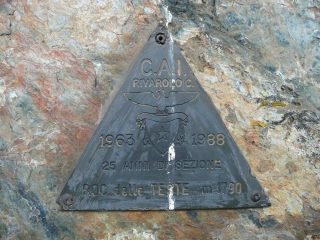 C.A.I.
RIVAROLO C.
1963 1988
25 ANNI DI SEZIONE
ROC delle TESTE m 1790